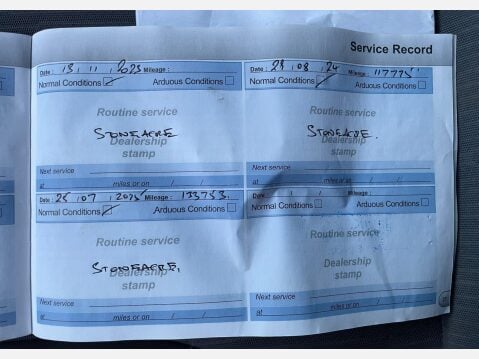 Service Record
Date: 13 / 11 / 2023 Mileage:
Normal Conditions Arduous Conditions
Routine service
STONEACRE
Dealership
stamp
Next service
at miles or on / /
Date: / 08 / 24 Mileage: 117775
Normal Conditions Arduous Conditions
Routine service
STONEACRE.
Dealership
stamp
Next service
at miles or on / /
Date: 25 / 07 / 2025 Mileage: 133753.
Normal Conditions Arduous Conditions
Routine service
STONEACRE.
Dealership
stamp
Next service
at miles or on / /
Date: / / Mileage:
Normal Conditions Arduous Conditions
Routine service
Dealership
stamp
Next service
at miles or on / /